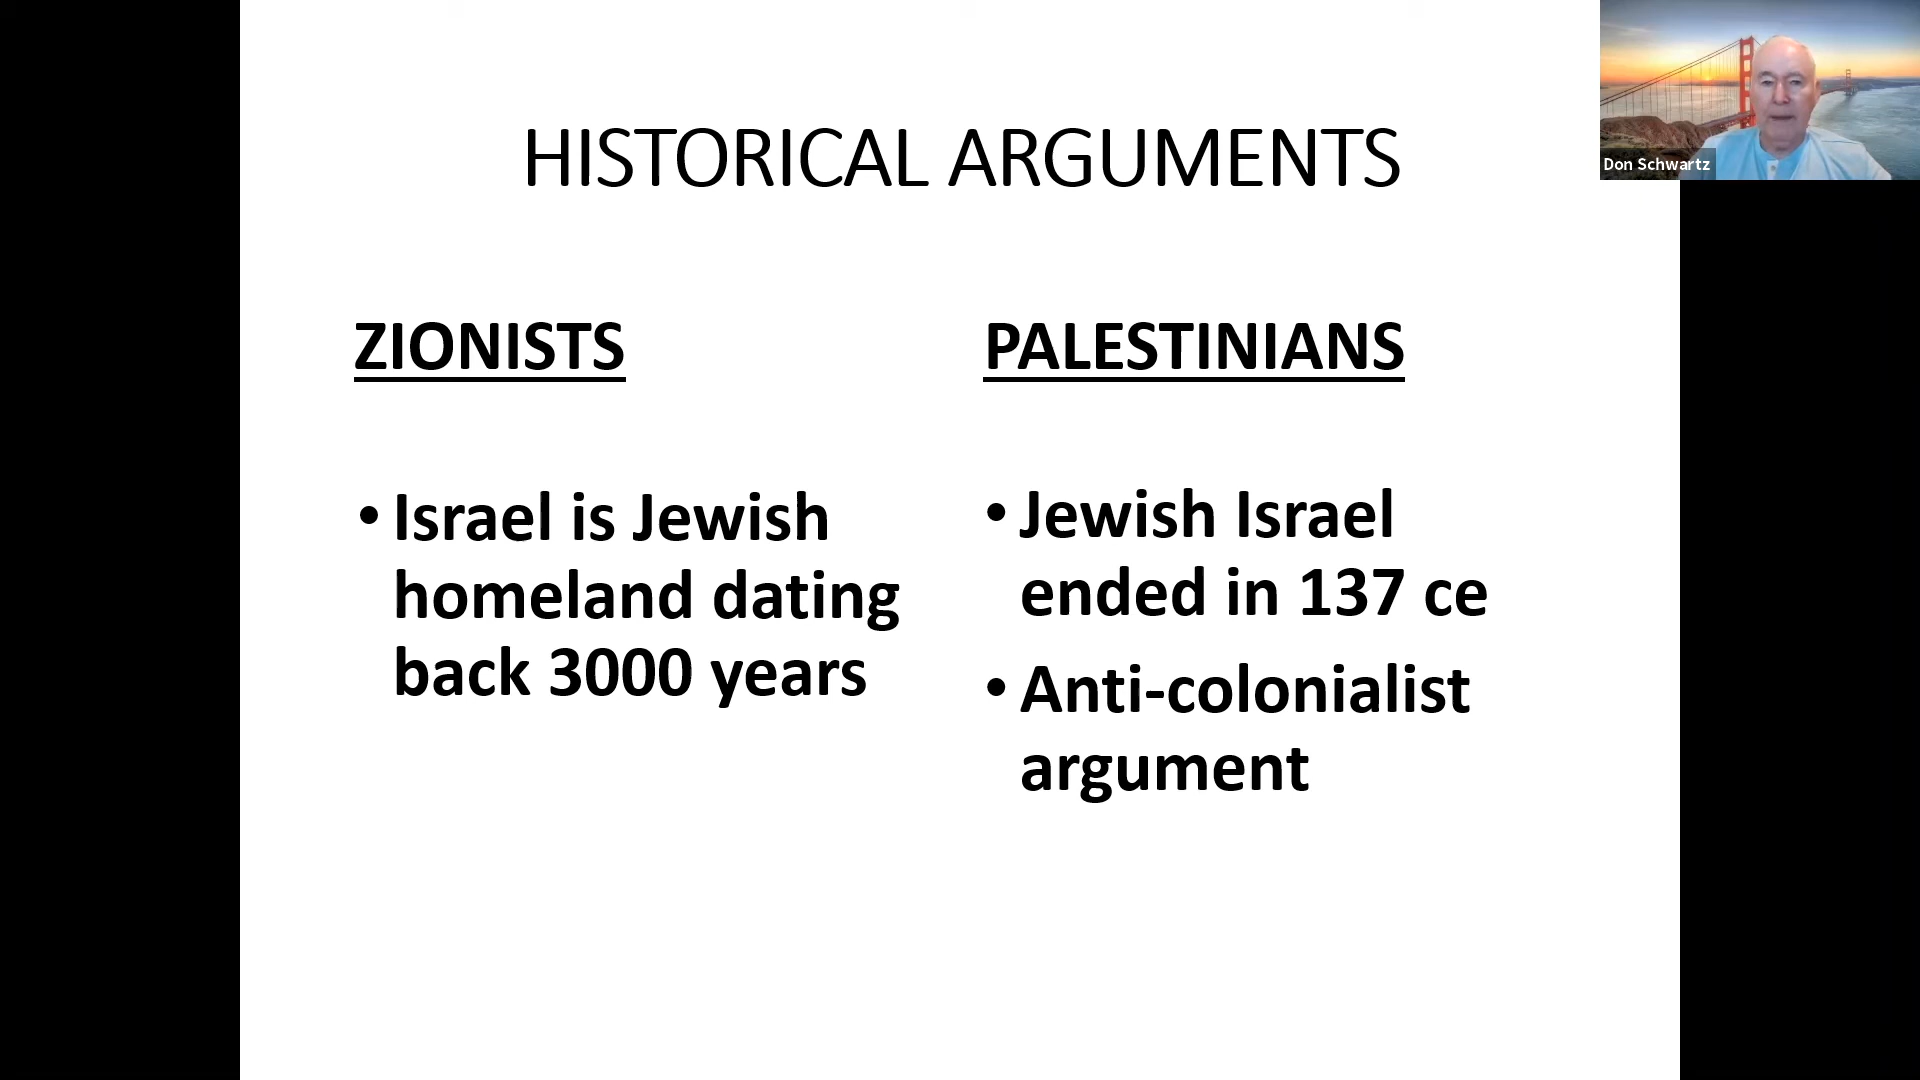 HISTORICAL ARGUMENTS
Don Schwartz
ZIONISTS
• Israel is Jewish
homeland dating
back 3000 years
PALESTINIANS
• Jewish Israel
ended in 137 ce
• Anti-colonialist
argument